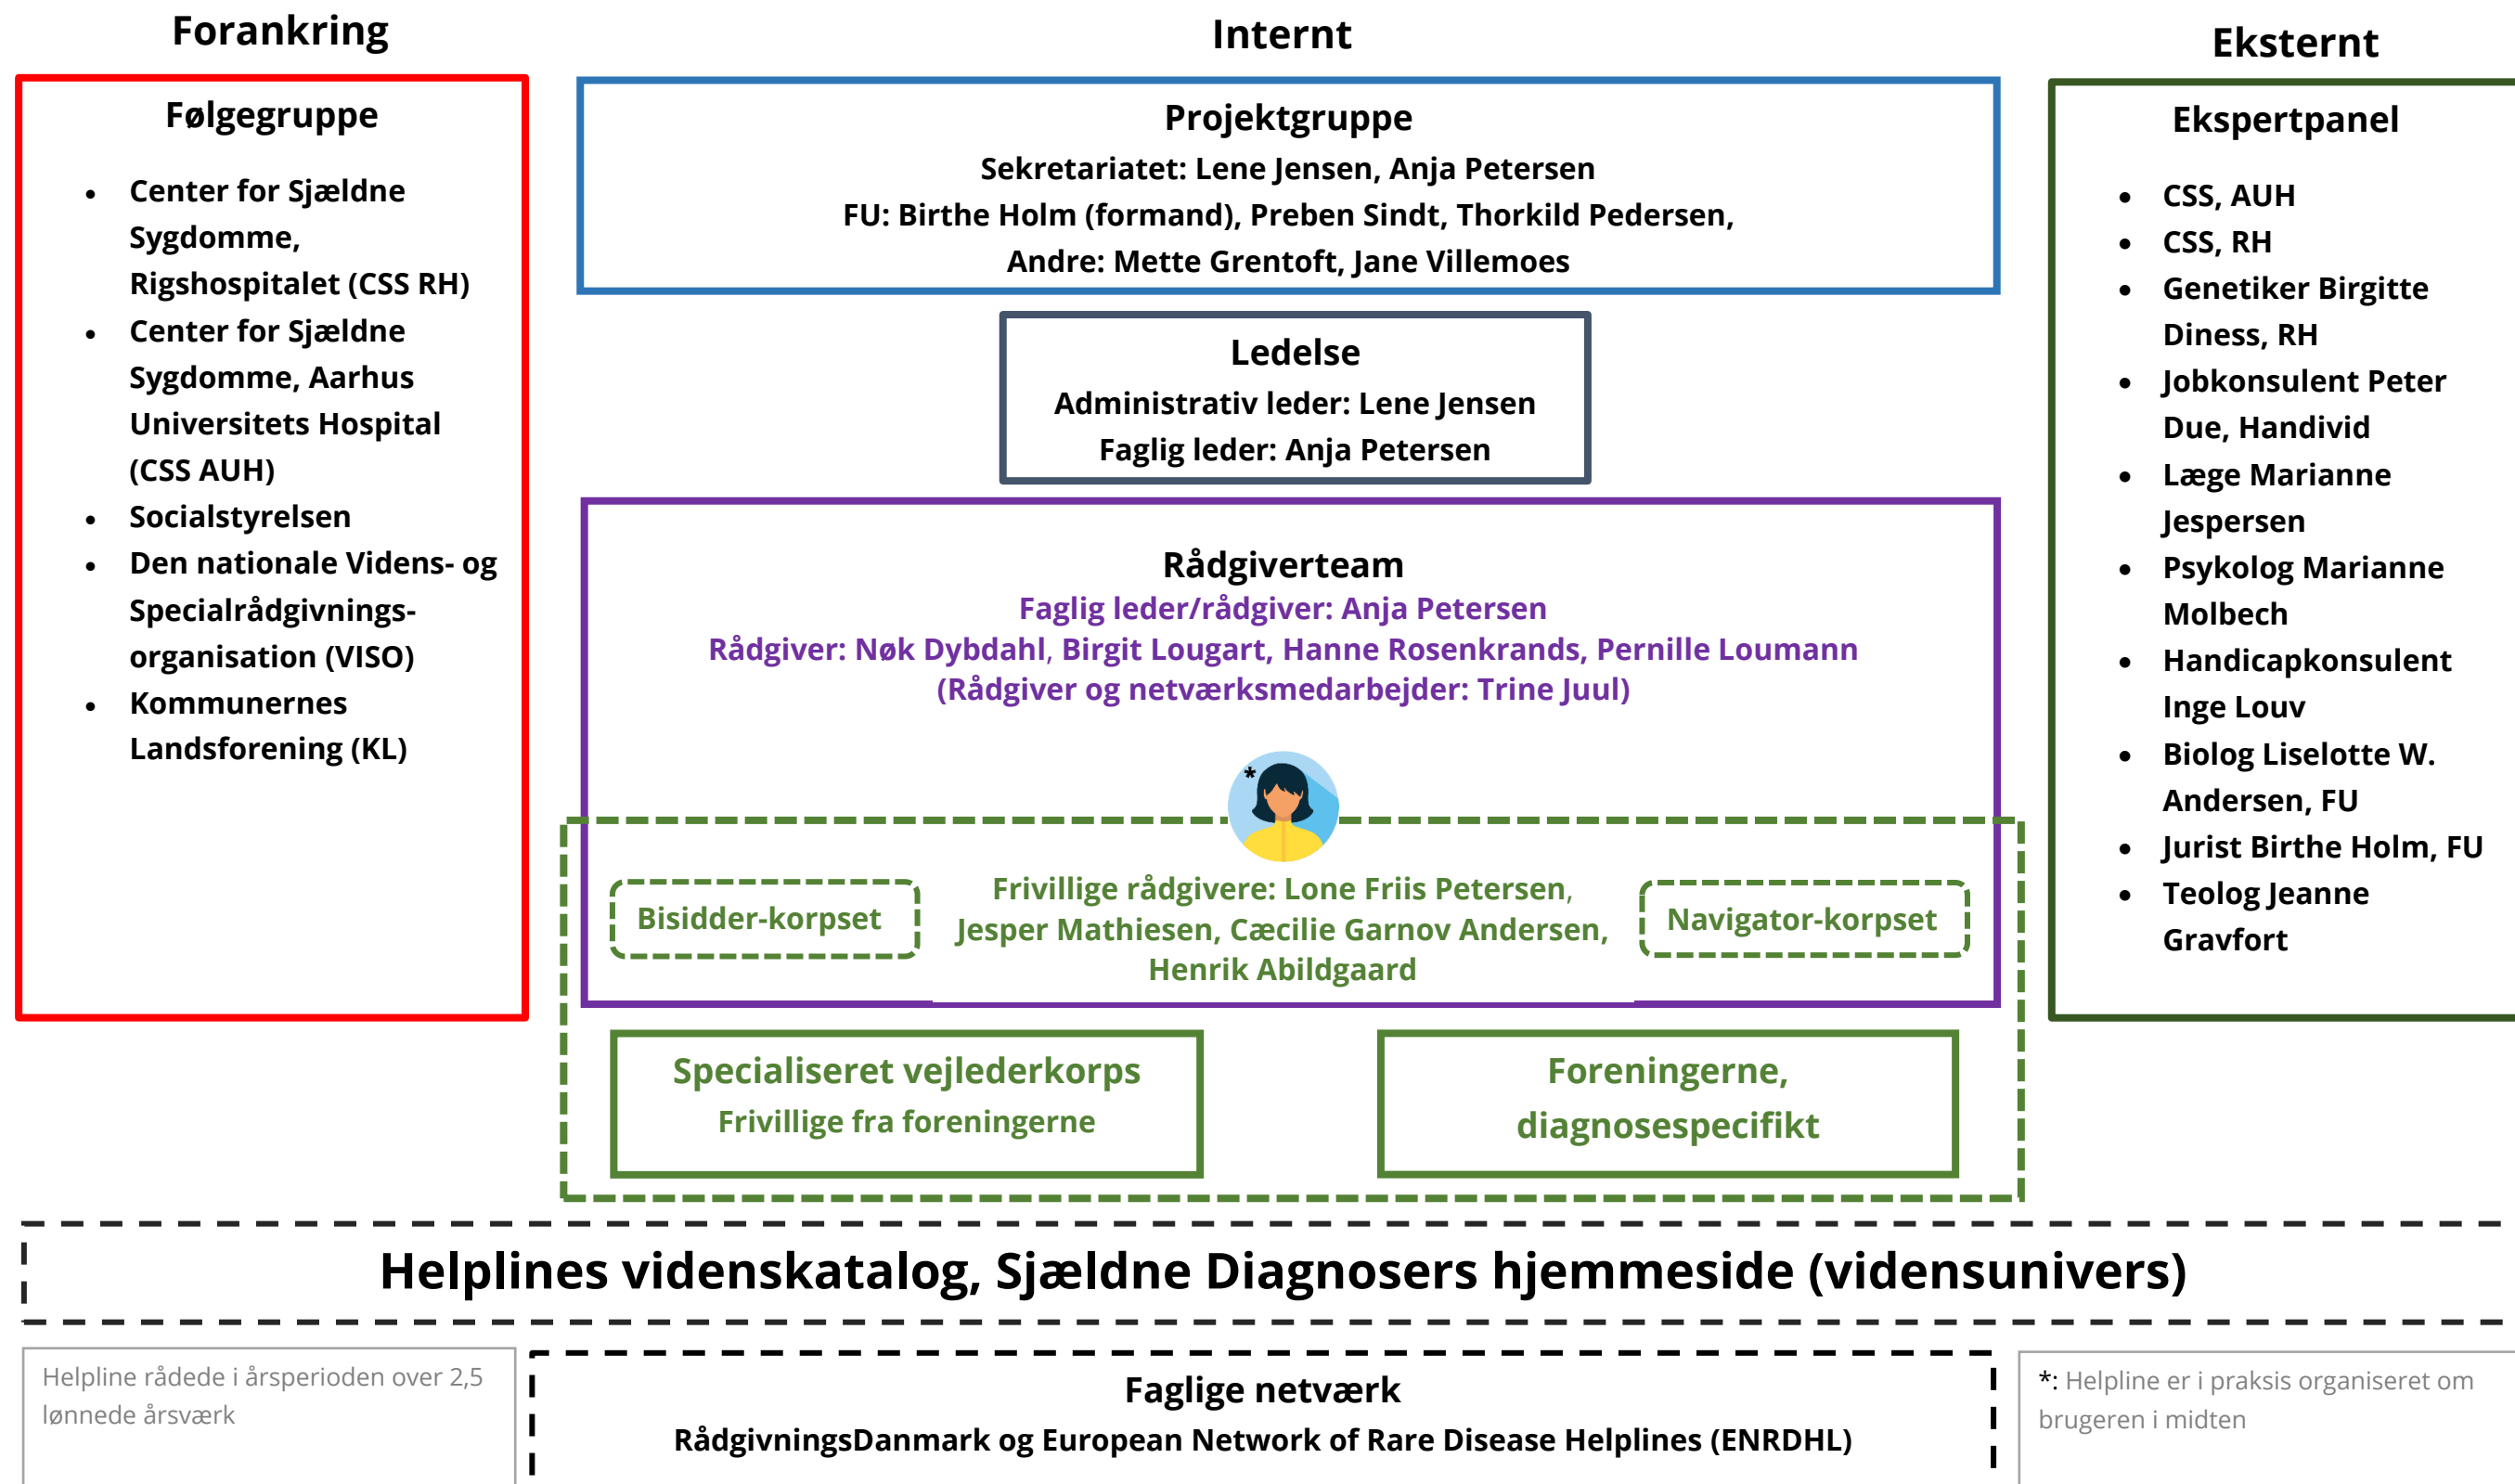 Forankring
Følgegruppe
Center for Sjældne
Sygdomme,
Rigshospitalet (CSS RH)
Center for Sjældne
Sygdomme, Aarhus
Universitets Hospital
(CSS AUH)
Socialstyrelsen
Den nationale Videns- og
Specialrådgivnings-
organisation (VISO)
Kommunernes
Landsforening (KL)
Internt
Projektgruppe
Sekretariatet: Lene Jensen, Anja Petersen
FU: Birthe Holm (formand), Preben Sindt, Thorkild Pedersen,
Andre: Mette Grentoft, Jane Villemoes
Ledelse
Administrativ leder: Lene Jensen
Faglig leder: Anja Petersen
Rådgiverteam
Faglig leder/rådgiver: Anja Petersen
Rådgiver: Nøk Dybdahl, Birgit Lougart, Hanne Rosenkrands, Pernille Loumann
(Rådgiver og netværksmedarbejder: Trine Juul)
*
Bisidder-korpset
Frivillige rådgivere: Lone Friis Petersen,
Jesper Mathiesen, Cæcilie Garnov Andersen,
Henrik Abildgaard
Navigator-korpset
Specialiseret vejlederkorps
Frivillige fra foreningerne
Foreningerne,
diagnosespecifikt
Eksternt
Ekspertpanel
CSS, AUH
CSS, RH
Genetiker Birgitte
Diness, RH
Jobkonsulent Peter
Due, Handivid
Læge Marianne
Jespersen
Psykolog Marianne
Molbech
Handicapkonsulent
Inge Louv
Biolog Liselotte W.
Andersen, FU
Jurist Birthe Holm, FU
Teolog Jeanne
Gravfort
Helplines videnskatalog, Sjældne Diagnosers hjemmeside (vidensunivers)
Helpline rådede i årsperioden over 2,5
lønnede årsværk
Faglige netværk
RådgivningsDanmark og European Network of Rare Disease Helplines (ENRDHL)
*: Helpline er i praksis organiseret om
brugeren i midten